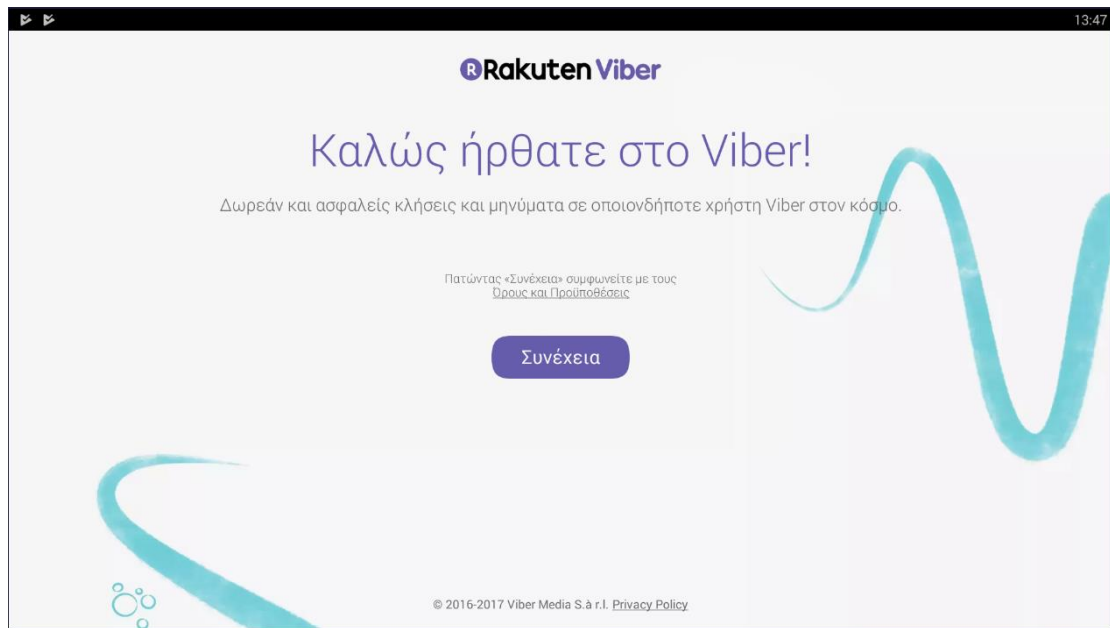 13:47
Rakuten Viber
Καλώς ήρθατε στο Viber!
Δωρεάν και ασφαλείς κλήσεις και μηνύματα σε οποιονδήποτε χρήστη Viber στον κόσμο.
Πατώντας «Συνέχεια» συμφωνείτε με τους
Όρους και Προϋποθέσεις
Συνέχεια
© 2016-2017 Viber Media S.à r.l. Privacy Policy